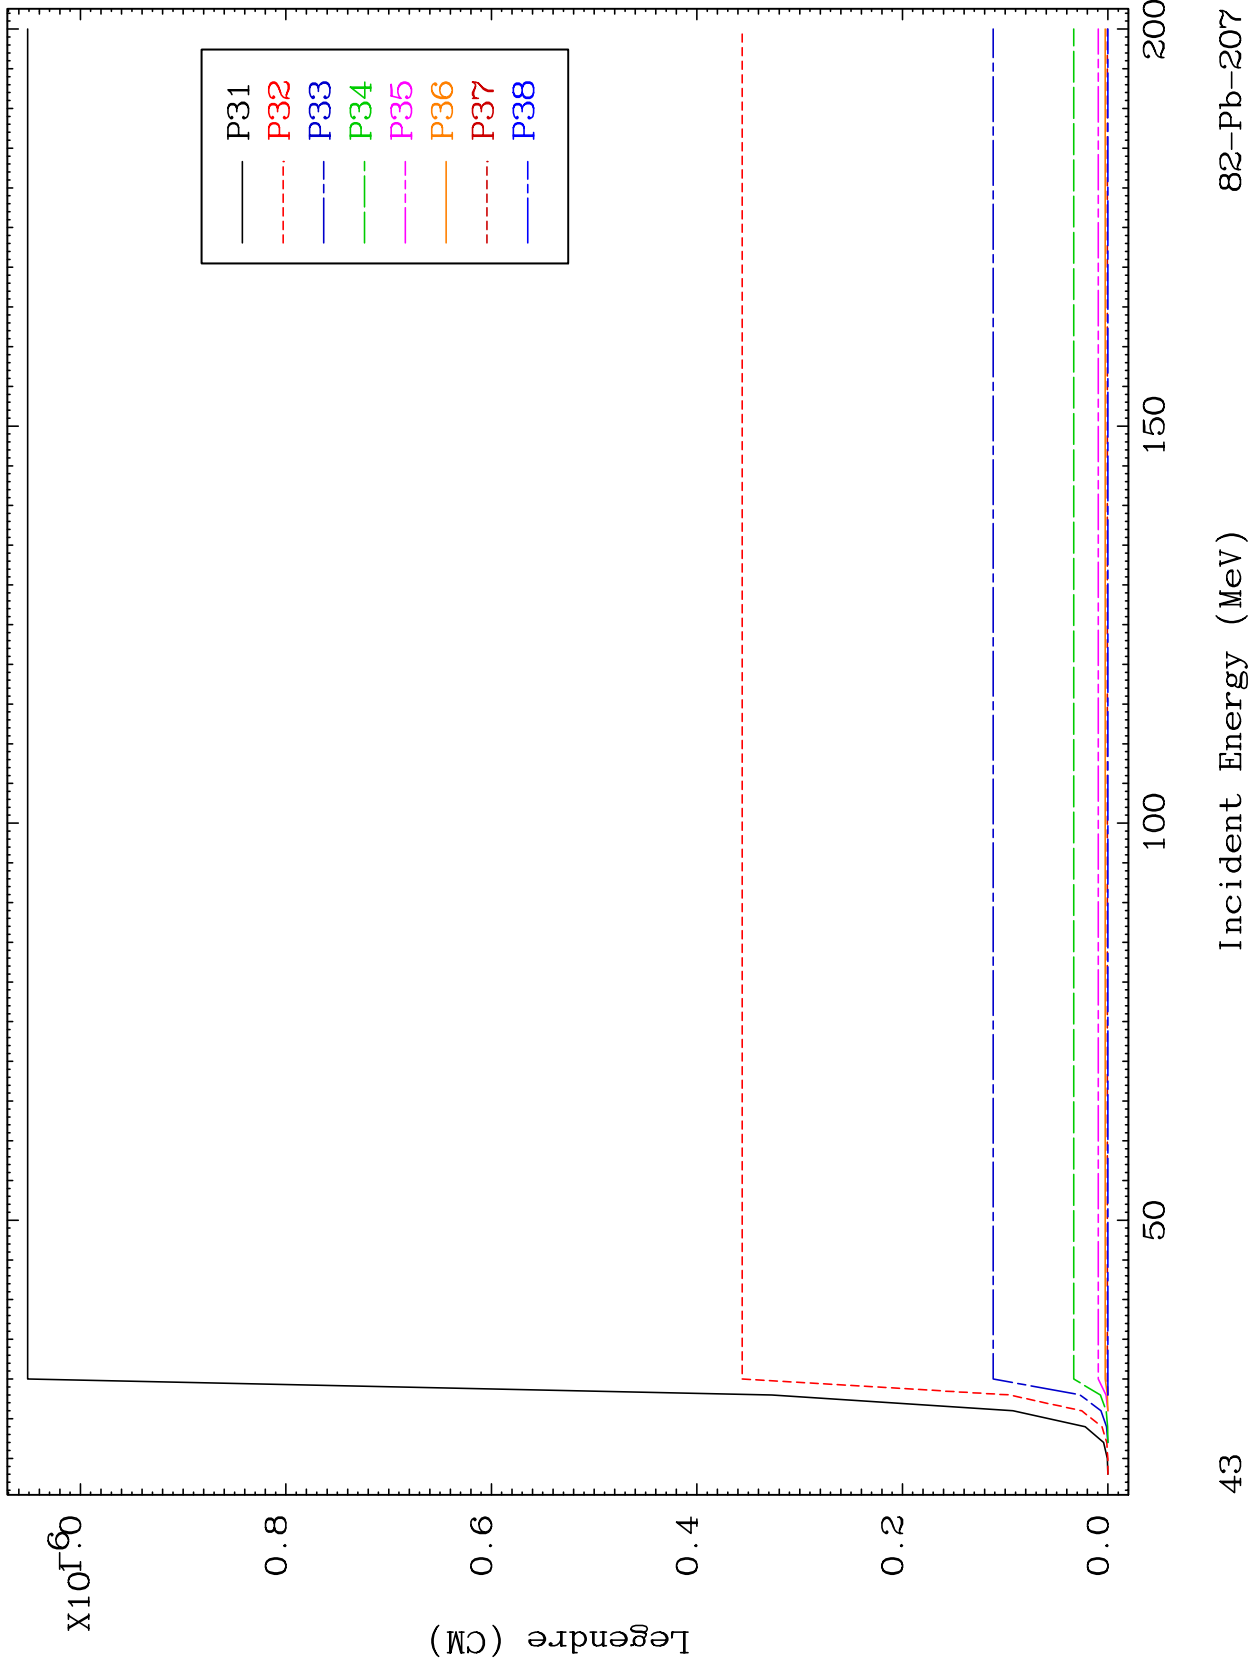 X10⁻⁶
1.0
0.8
0.6
0.4
0.2
0.0
Legendre (CM)
P31
P32
P33
P34
P35
P36
P37
P38
50
100
150
200
Incident Energy (MeV)
43
82-Pb-207